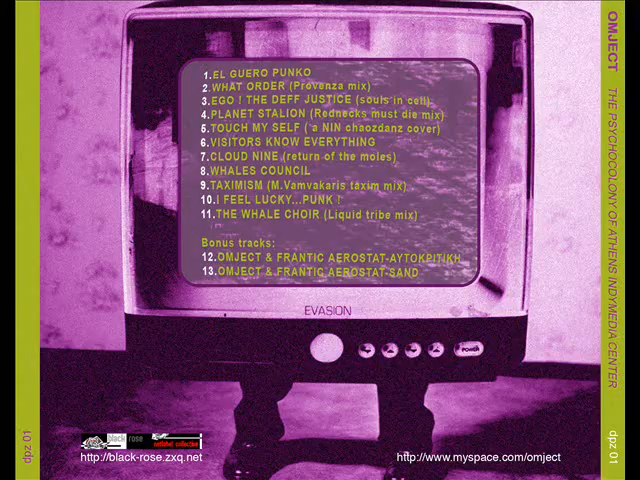 1.EL GUERO PUNKO
2.WHAT ORDER (Provenza mix)
3.EGO ! THE DEFF JUSTICE (souls in cell)
4.PLANET STALION (Rednecks must die mix)
5.TOUCH MY SELF ( a NIN chaozdanz cover)
6.VISITORS KNOW EVERYTHING
7.CLOUD NINE (return of the moles)
8.WHALES COUNCIL
9.TAXIMISM (M.Vamvakaris taxim mix)
10.I FEEL LUCKY...PUNK !
11.THE WHALE CHOIR (Liquid tribe mix)
Bonus tracks:
12.OMJECT & FRANTIC AEROSTAT-ΑΥΤΟΚΡΙΤΙΚΗ
13.OMJECT & FRANTIC AEROSTAT-SAND
EVASION
POWER
black rose
http://black-rose.zxq.net
http://www.myspace.com/omject
dpz 01
OMJECT THE PSYCHOCOLONY OF ATHENS INDYMEDIA CENTER
dpz 01